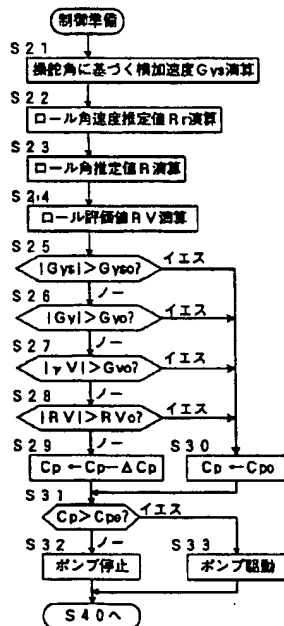 制御準備
S21
操舵角に基づく横加速度Gys演算
S22
ロール角速度推定値Rr演算
S23
ロール角推定値R演算
S24
ロール評価値RV演算
S25
|Gys|>Gyso?
イエス
ノー
S26
|Gy|>Gyo?
イエス
ノー
S27
|γV|>Gvo?
イエス
ノー
S28
|RV|>RVo?
イエス
ノー
S29
Cp←Cp−ΔCp
S30
Cp←Cpo
S31
Cp>Cpe?
イエス
ノー
S32
ポンプ停止
S33
ポンプ駆動
S40へ